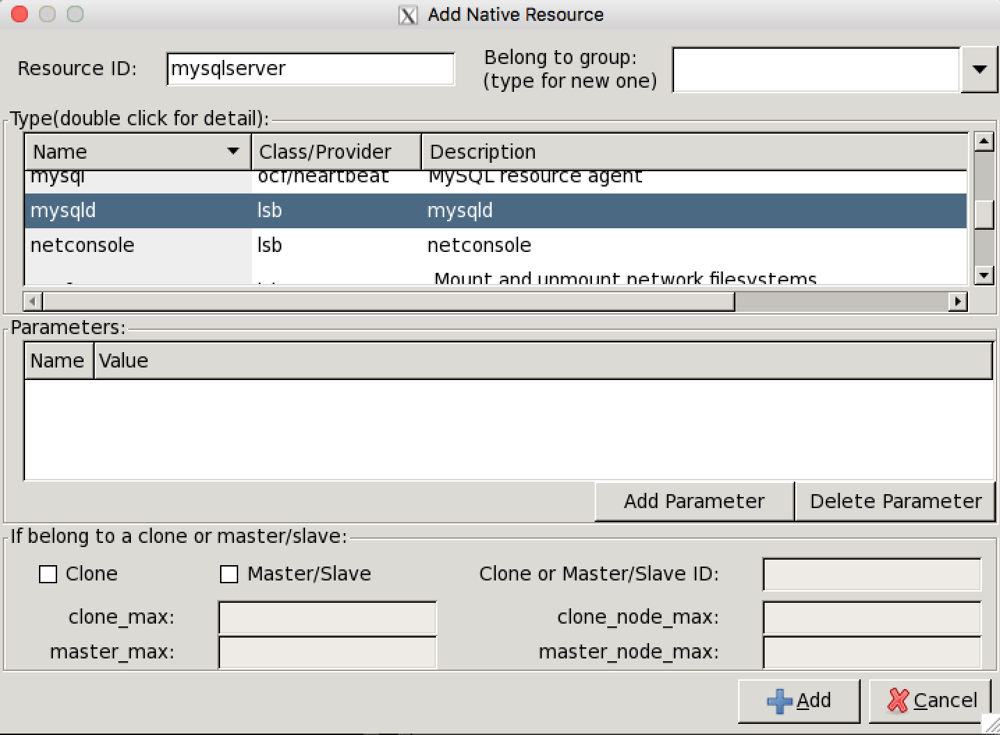 Add Native Resource
Resource ID: mysqlserver
Belong to group:
(type for new one)
Type(double click for detail):
Name Class/Provider Description
mysql ocf/heartbeat MySQL resource agent
mysqld lsb mysqld
netconsole lsb netconsole
Mount and unmount network filesystems
Parameters:
Name Value
Add Parameter Delete Parameter
If belong to a clone or master/slave:
Clone Master/Slave Clone or Master/Slave ID:
clone_max: clone_node_max:
master_max: master_node_max:
Add Cancel